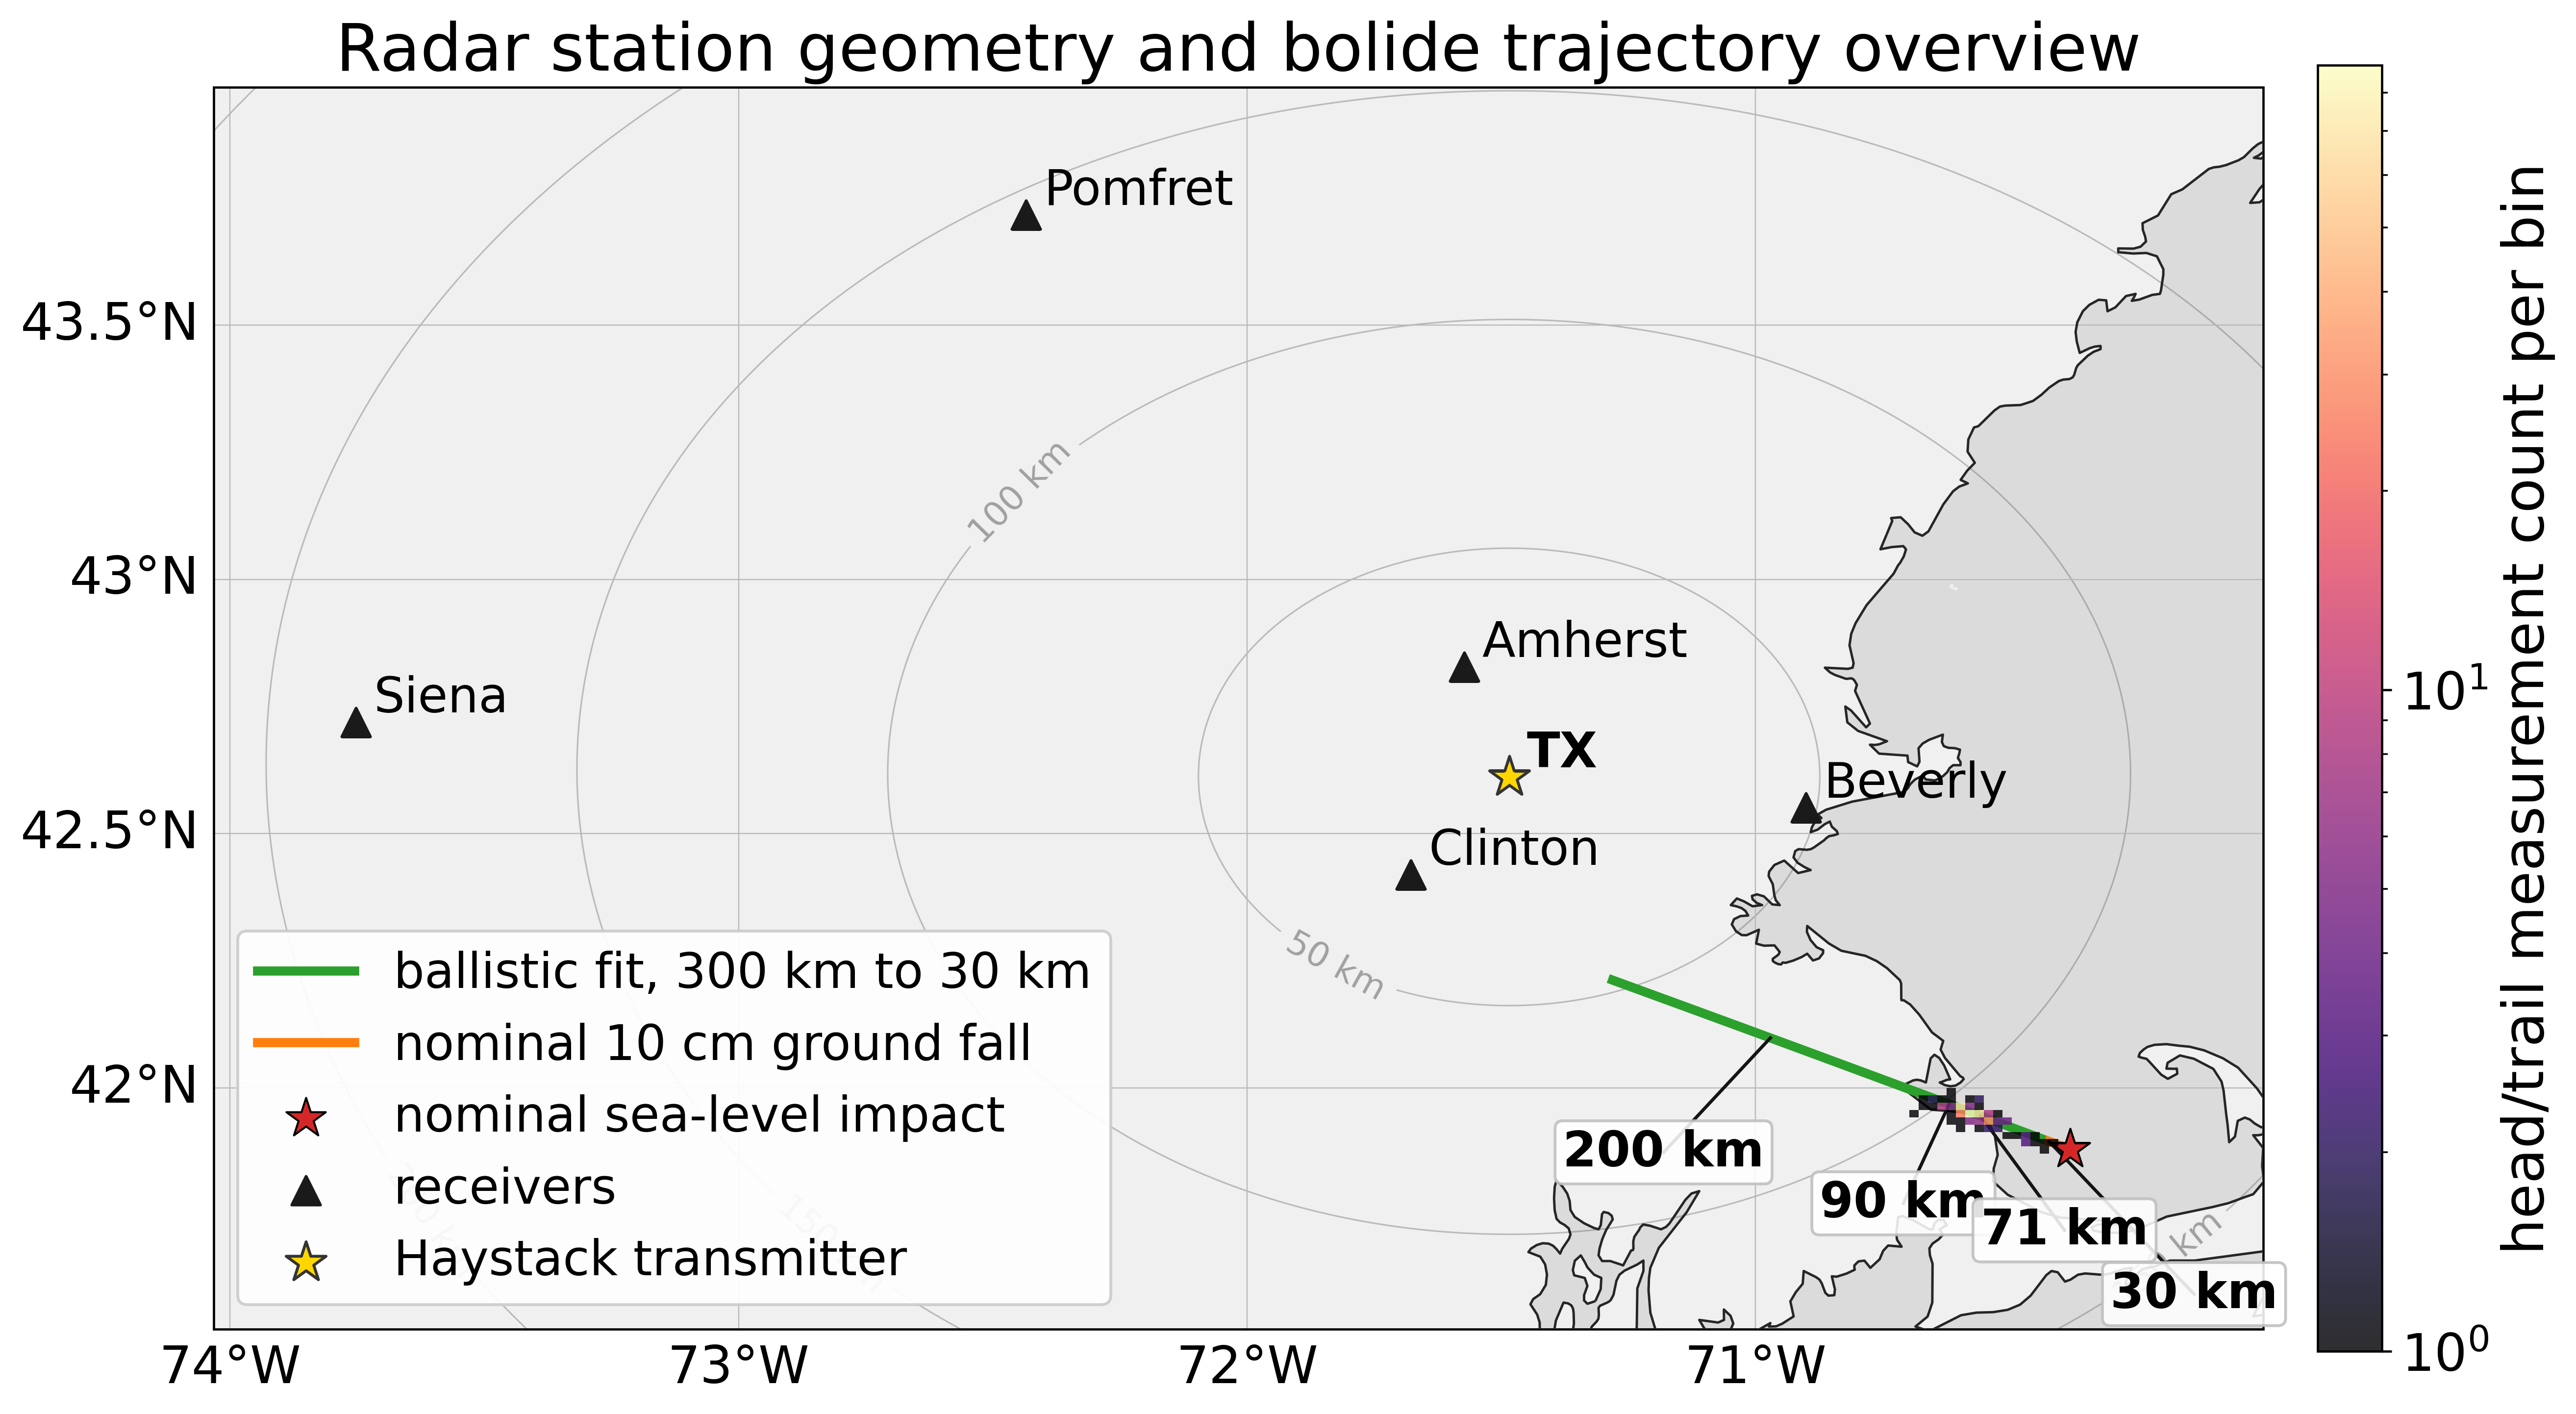 Radar station geometry and bolide trajectory overview
Pomfret
43.5°N
100 km
43°N
Amherst
Siena
TX
Beverly
42.5°N
Clinton
50 km
ballistic fit, 300 km to 30 km
nominal 10 cm ground fall
42°N
nominal sea-level impact
200 km
receivers
90 km
71 km
km
Haystack transmitter
30 km
74°W
73°W
72°W
71°W
10¹
10⁰
head/trail measurement count per bin